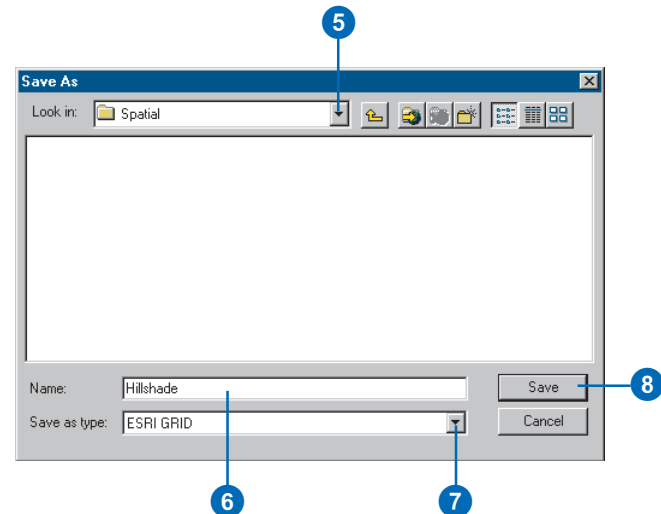 5
Save As
Look in: Spatial
Name: Hillshade
Save
8
Save as type: ESRI GRID
Cancel
6
7